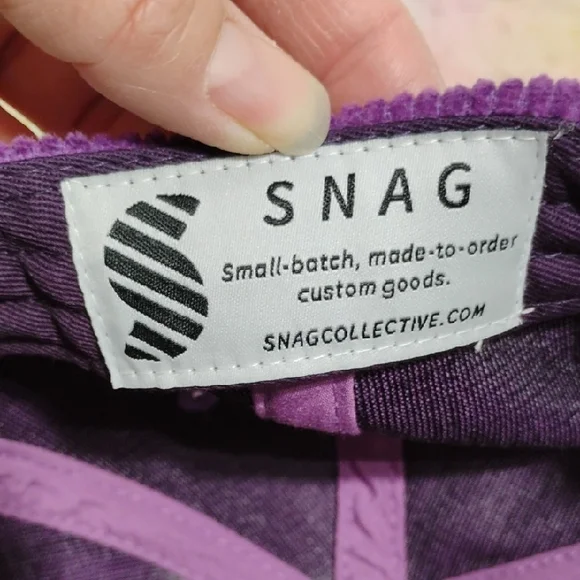 SNAG
Small-batch, made-to-order
custom goods.
SNAGCOLLECTIVE.COM